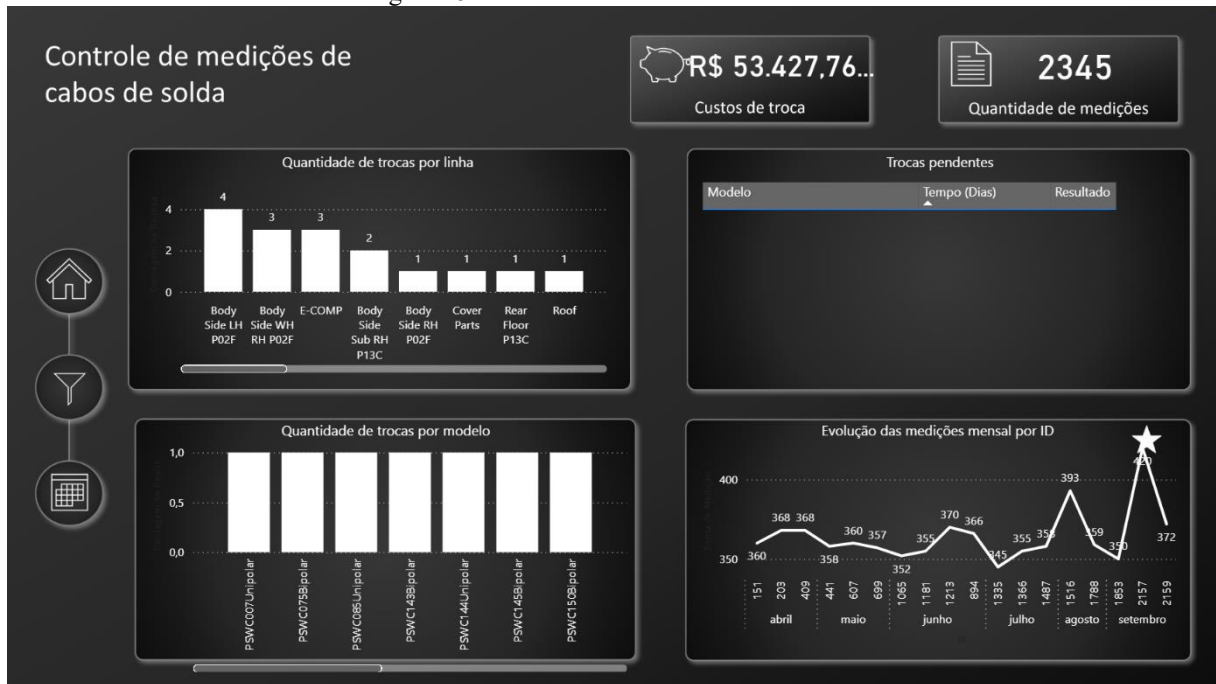 Controle de medições de
cabos de solda
R$ 53.427,76...
Custos de troca
2345
Quantidade de medições
Quantidade de trocas por linha
4
2
0
4
3
3
2
1
1
1
1
Body
Side LH
P02F
Body
Side WH
RH P02F
E-COMP
Body
Side
Sub RH
P13C
Body
Side RH
P02F
Cover
Parts
Rear
Floor
P13C
Roof
Trocas pendentes
Modelo Tempo (Dias) Resultado
Quantidade de trocas por modelo
1,0
0,5
0,0
PSWC007Unipolar
PSWC075Bipolar
PSWC085Unipolar
PSWC143Bipolar
PSWC144Unipolar
PSWC145Bipolar
PSWC150Bipolar
Evolução das medições mensal por ID
400
350
360
368
368
358
360
357
352
355
370
366
345
355
358
393
359
350
420
372
151
203
409
441
607
699
1065
1181
1213
894
1335
1366
1487
1516
1788
1853
2157
2159
abril
maio
junho
julho
agosto
setembro